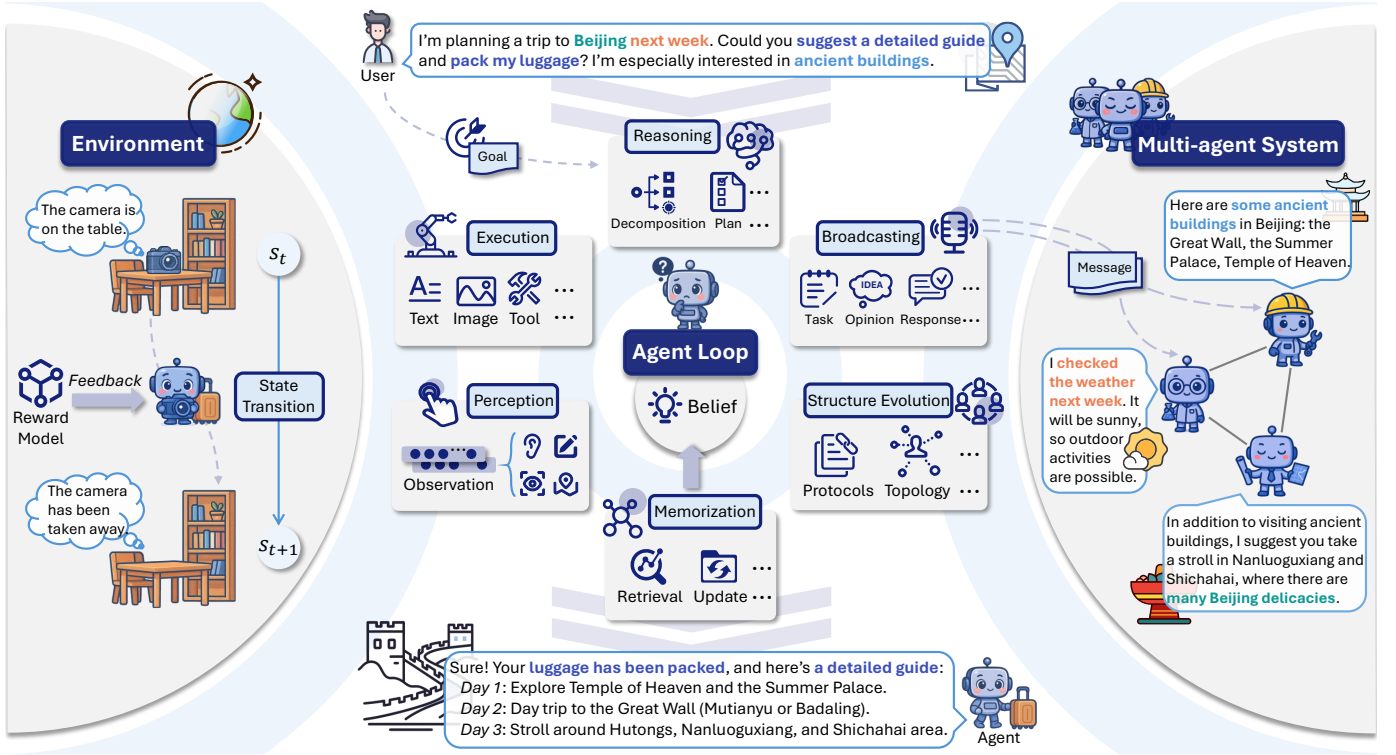 I'm planning a trip to Beijing next week. Could you suggest a detailed guide
and pack my luggage? I'm especially interested in ancient buildings.
User
Environment
The camera is
on the table.
S_t
Feedback
Reward
Model
State
Transition
The camera
has been
taken away.
S_{t+1}
Goal
Reasoning
Decomposition
Plan
...
...
Execution
Text
Image
Tool
...
...
Broadcasting
IDEA
Task
Opinion
Response
...
...
?
Agent Loop
Belief
Perception
Observation
Structure Evolution
Protocols
Topology
...
...
Memorization
Retrieval
Update
...
...
Multi-agent System
Here are some ancient
buildings in Beijing: the
Great Wall, the Summer
Palace, Temple of Heaven.
Message
I checked
the weather
next week. It
will be sunny,
so outdoor
activities
are possible.
In addition to visiting ancient
buildings, I suggest you take
a stroll in Nanluoguxiang and
Shichahai, where there are
many Beijing delicacies.
Sure! Your luggage has been packed, and here's a detailed guide:
Day 1: Explore Temple of Heaven and the Summer Palace.
Day 2: Day trip to the Great Wall (Mutianyu or Badaling).
Day 3: Stroll around Hutongs, Nanluoguxiang, and Shichahai area.
Agent